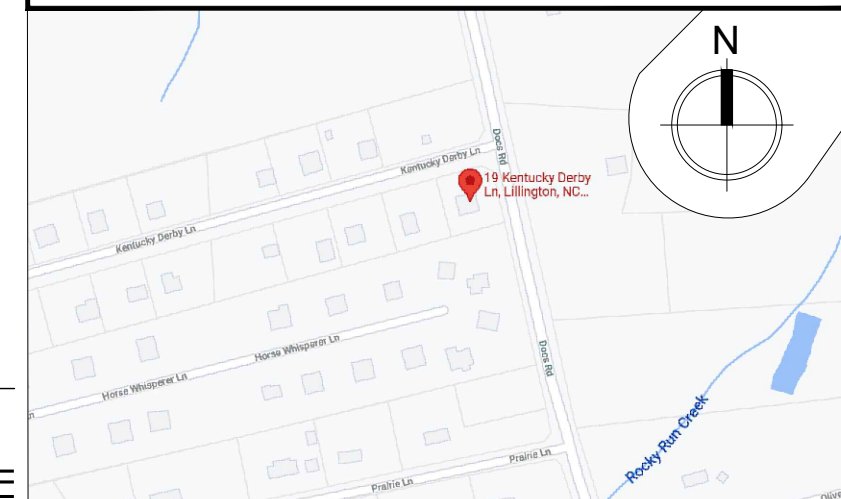 N
Docs Rd
Kentucky Derby Ln
19 Kentucky Derby
Ln, Lillington, NC...
Kentucky Derby Ln
Horse Whisperer Ln
Docs Rd
Horse Whisperer Ln
Rocky Run Creek
Prairie Ln
Prairie Ln